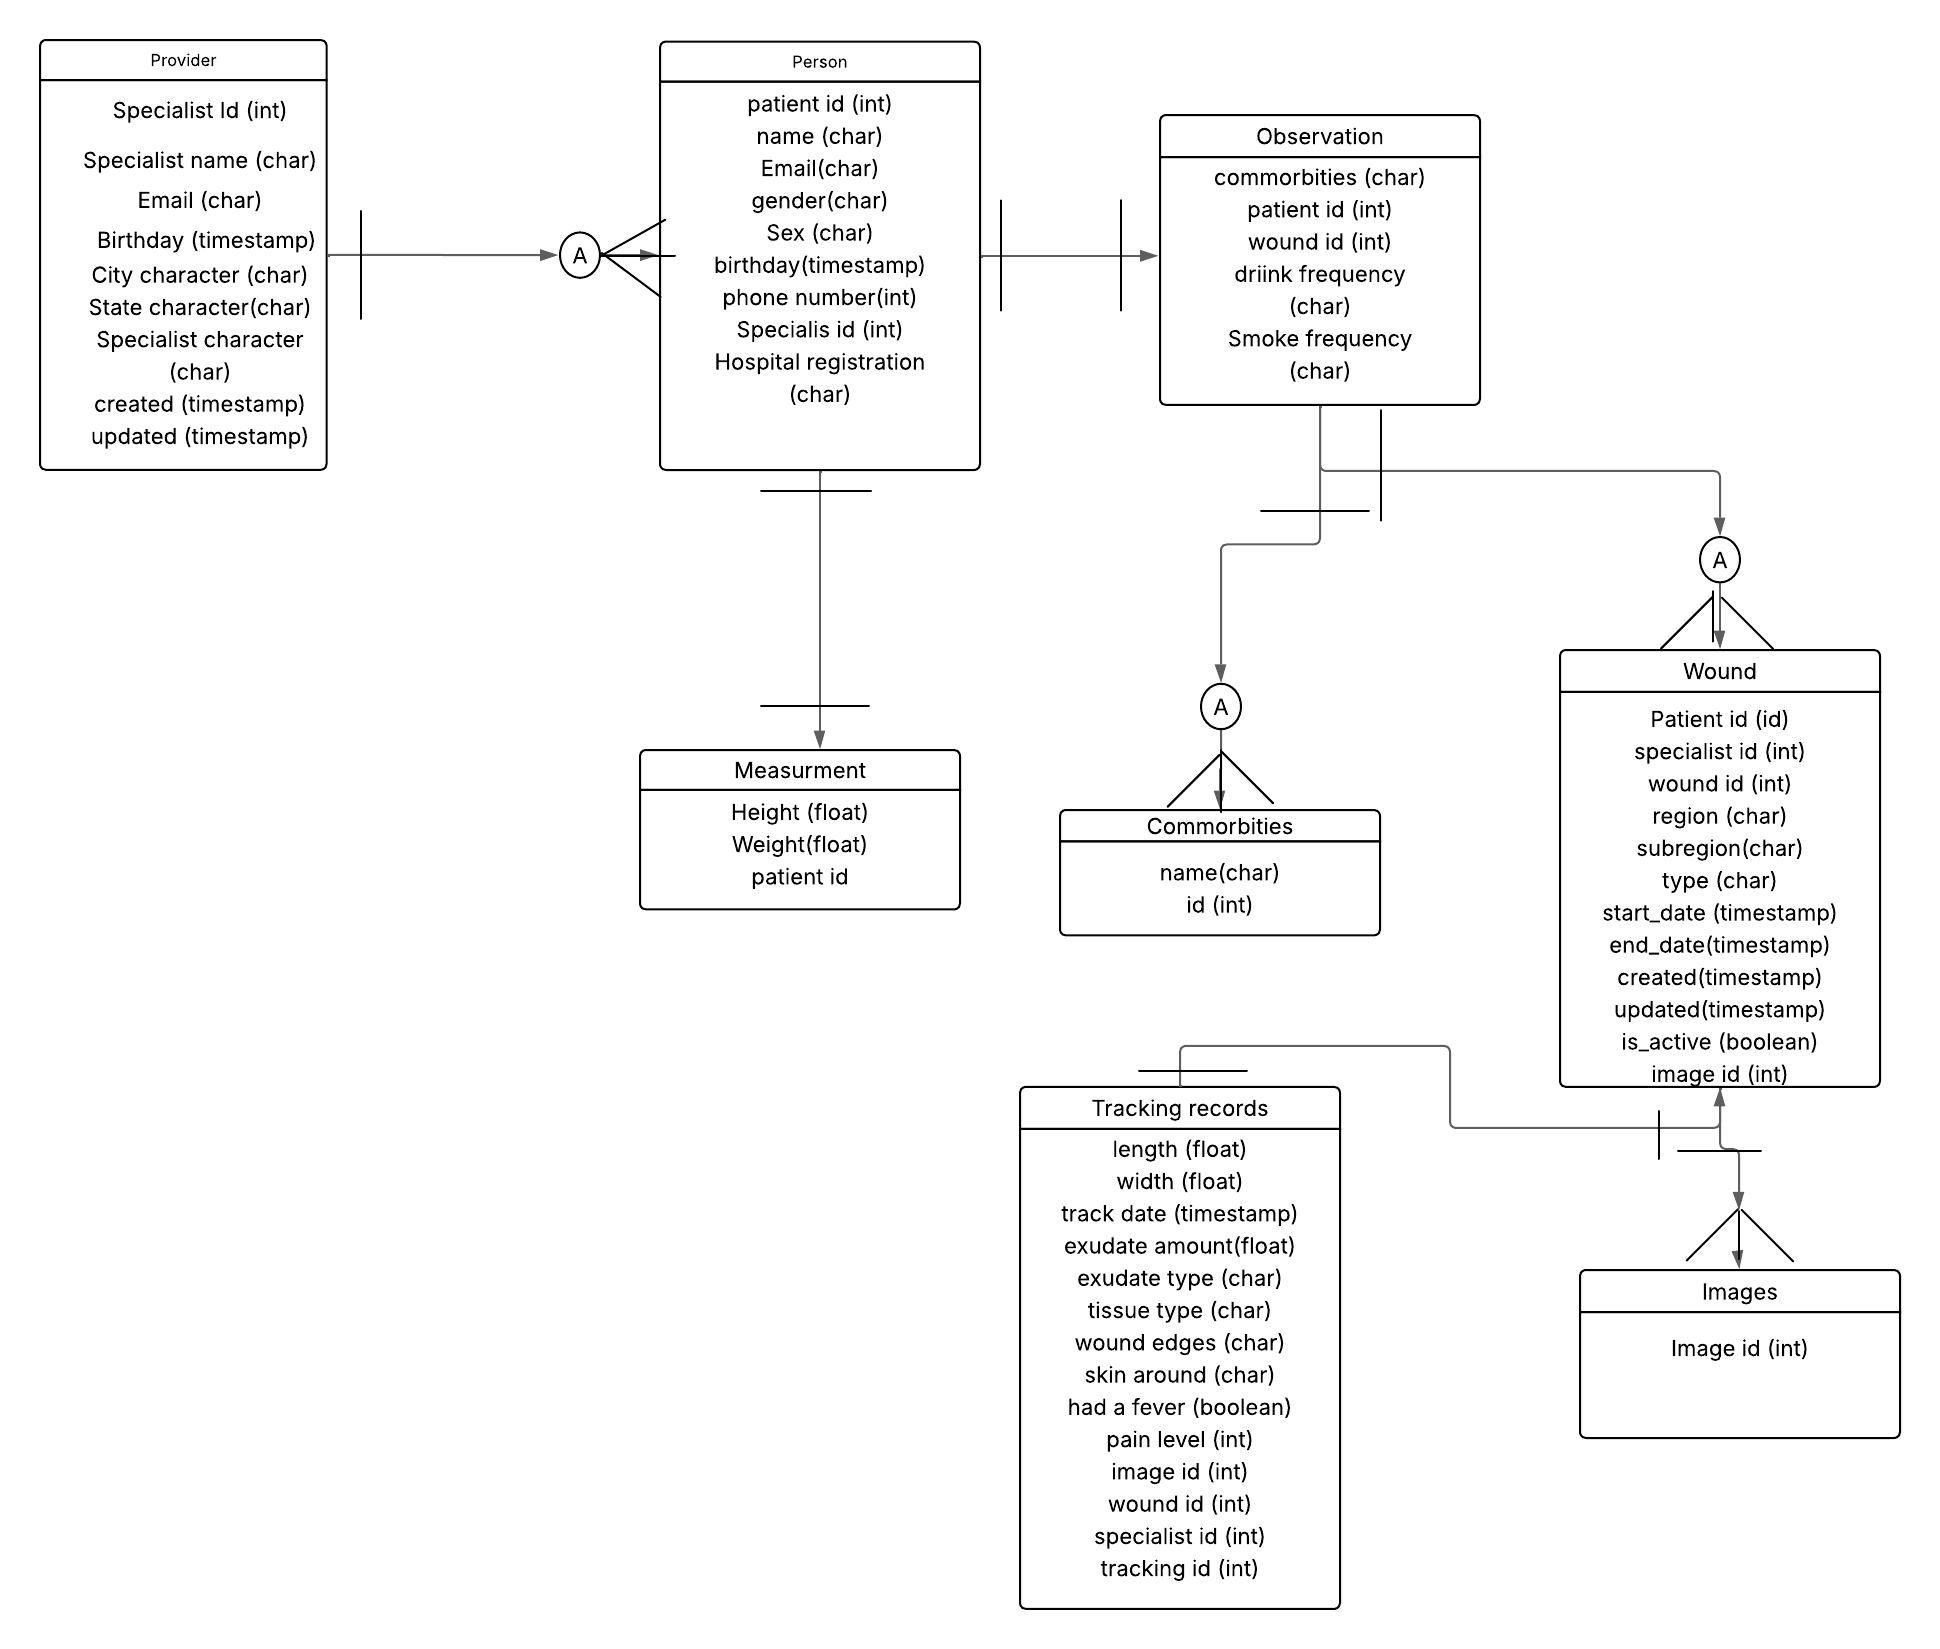 Provider
Specialist Id (int)
Specialist name (char)
Email (char)
Birthday (timestamp)
City character (char)
State character(char)
Specialist character
(char)
created (timestamp)
updated (timestamp)
A
Person
patient id (int)
name (char)
Email(char)
gender(char)
Sex (char)
birthday(timestamp)
phone number(int)
Specialis id (int)
Hospital registration
(char)
Observation
commorbities (char)
patient id (int)
wound id (int)
driink frequency
(char)
Smoke frequency
(char)
A
A
Measurment
Height (float)
Weight(float)
patient id
Commorbities
name(char)
id (int)
Wound
Patient id (id)
specialist id (int)
wound id (int)
region (char)
subregion(char)
type (char)
start_date (timestamp)
end_date(timestamp)
created(timestamp)
updated(timestamp)
is_active (boolean)
image id (int)
Tracking records
length (float)
width (float)
track date (timestamp)
exudate amount(float)
exudate type (char)
tissue type (char)
wound edges (char)
skin around (char)
had a fever (boolean)
pain level (int)
image id (int)
wound id (int)
specialist id (int)
tracking id (int)
Images
Image id (int)